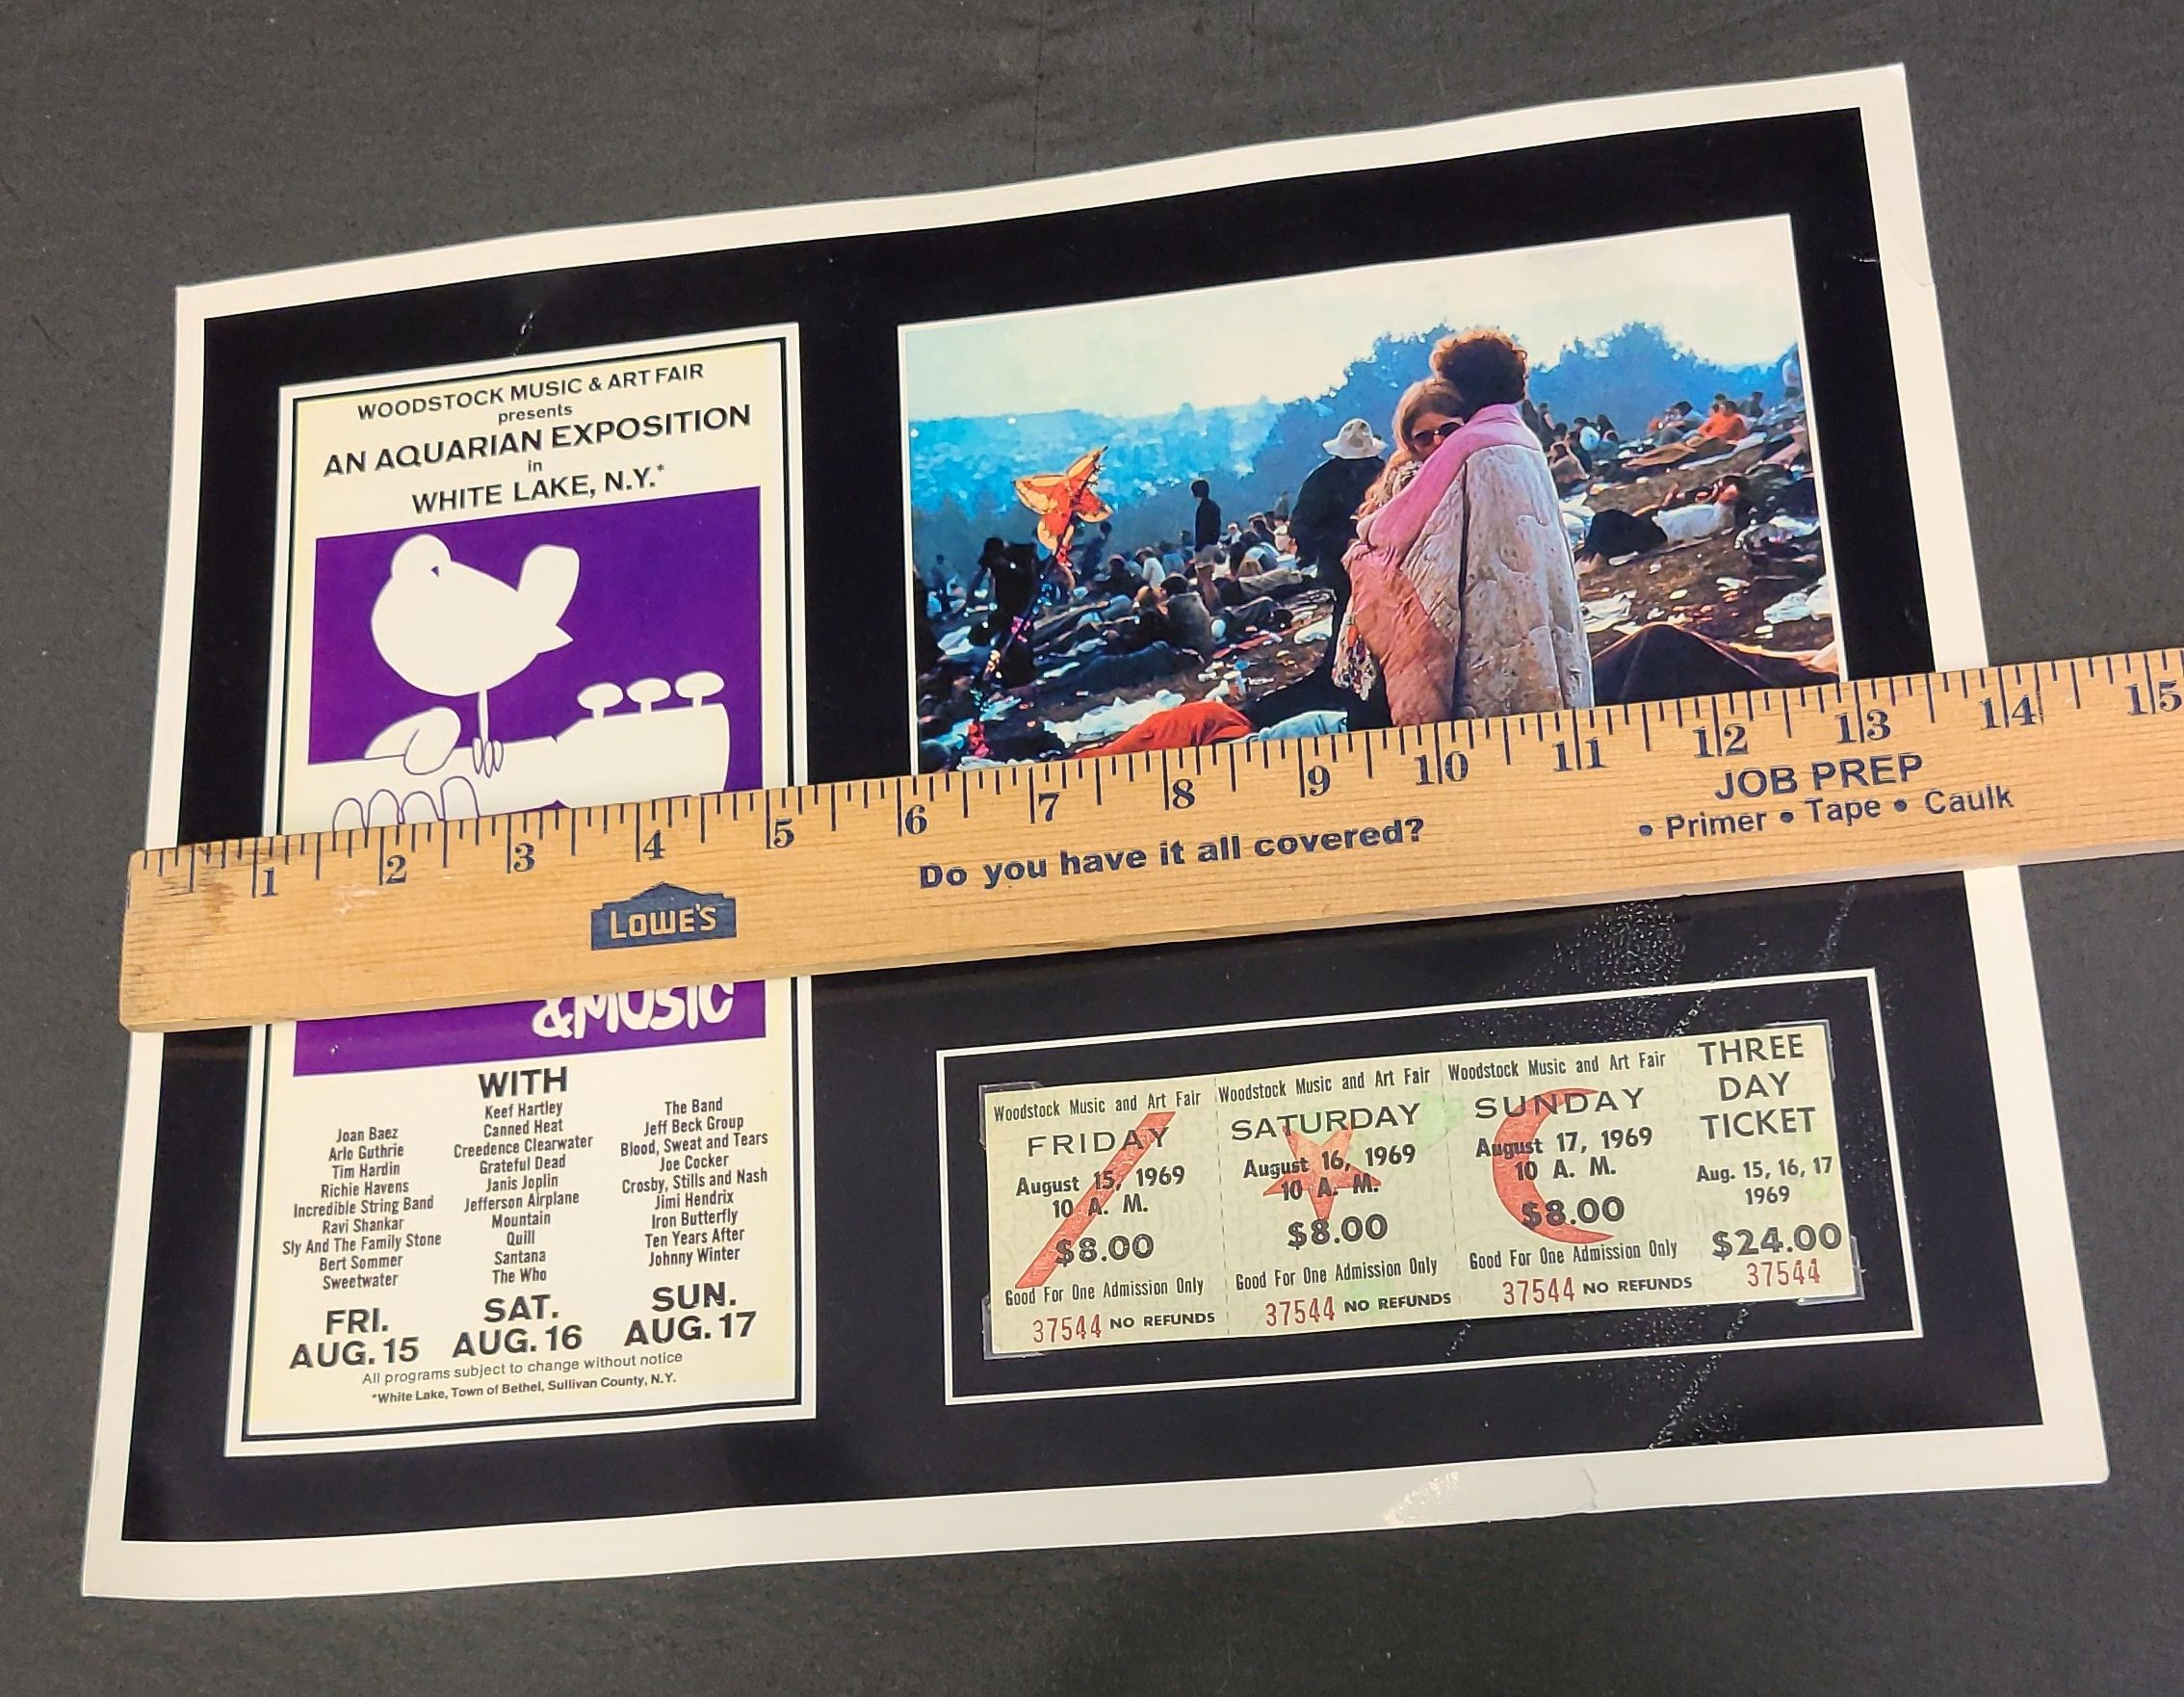 WOODSTOCK MUSIC & ART FAIR
presents
AN AQUARIAN EXPOSITION
in
WHITE LAKE, N.Y.*
1 2 3 4 5 6 7 8 9 10 11 12 13 14 15
LOWE'S
Do you have it all covered?
JOB PREP
• Primer • Tape • Caulk
&MUSIC
WITH
Joan Baez
Arlo Guthrie
Tim Hardin
Richie Havens
Incredible String Band
Ravi Shankar
Sly And The Family Stone
Bert Sommer
Sweetwater
FRI.
AUG. 15
Keef Hartley
Canned Heat
Creedence Clearwater
Grateful Dead
Janis Joplin
Jefferson Airplane
Mountain
Quill
Santana
The Who
SAT.
AUG. 16
The Band
Jeff Beck Group
Blood, Sweat and Tears
Joe Cocker
Crosby, Stills and Nash
Jimi Hendrix
Iron Butterfly
Ten Years After
Johnny Winter
SUN.
AUG. 17
All programs subject to change without notice
*White Lake, Town of Bethel, Sullivan County, N.Y.
Woodstock Music and Art Fair
FRIDAY
August 15, 1969
10 A. M.
$8.00
Good For One Admission Only
37544 NO REFUNDS
Woodstock Music and Art Fair
SATURDAY
August 16, 1969
10 A. M.
$8.00
Good For One Admission Only
37544 NO REFUNDS
Woodstock Music and Art Fair
SUNDAY
August 17, 1969
10 A. M.
$8.00
Good For One Admission Only
37544 NO REFUNDS
THREE
DAY
TICKET
Aug. 15, 16, 17
1969
$24.00
37544